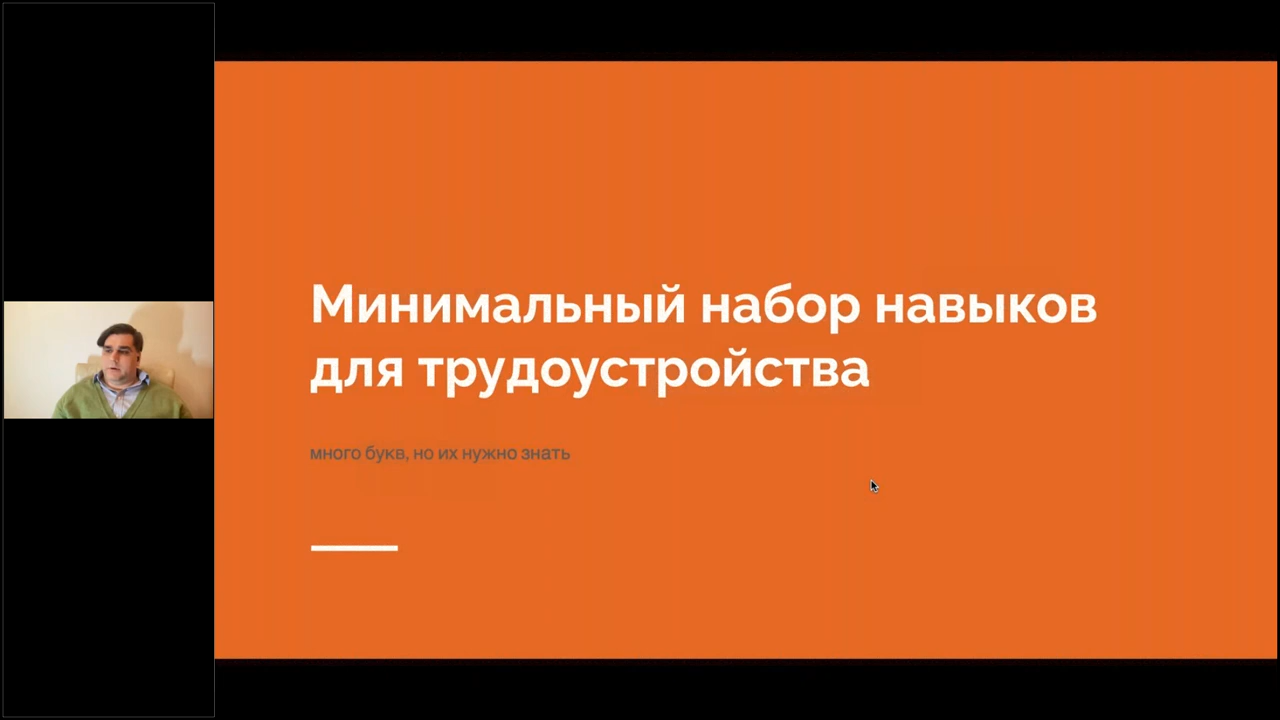 Минимальный набор навыков
для трудоустройства
много букв, но их нужно знать